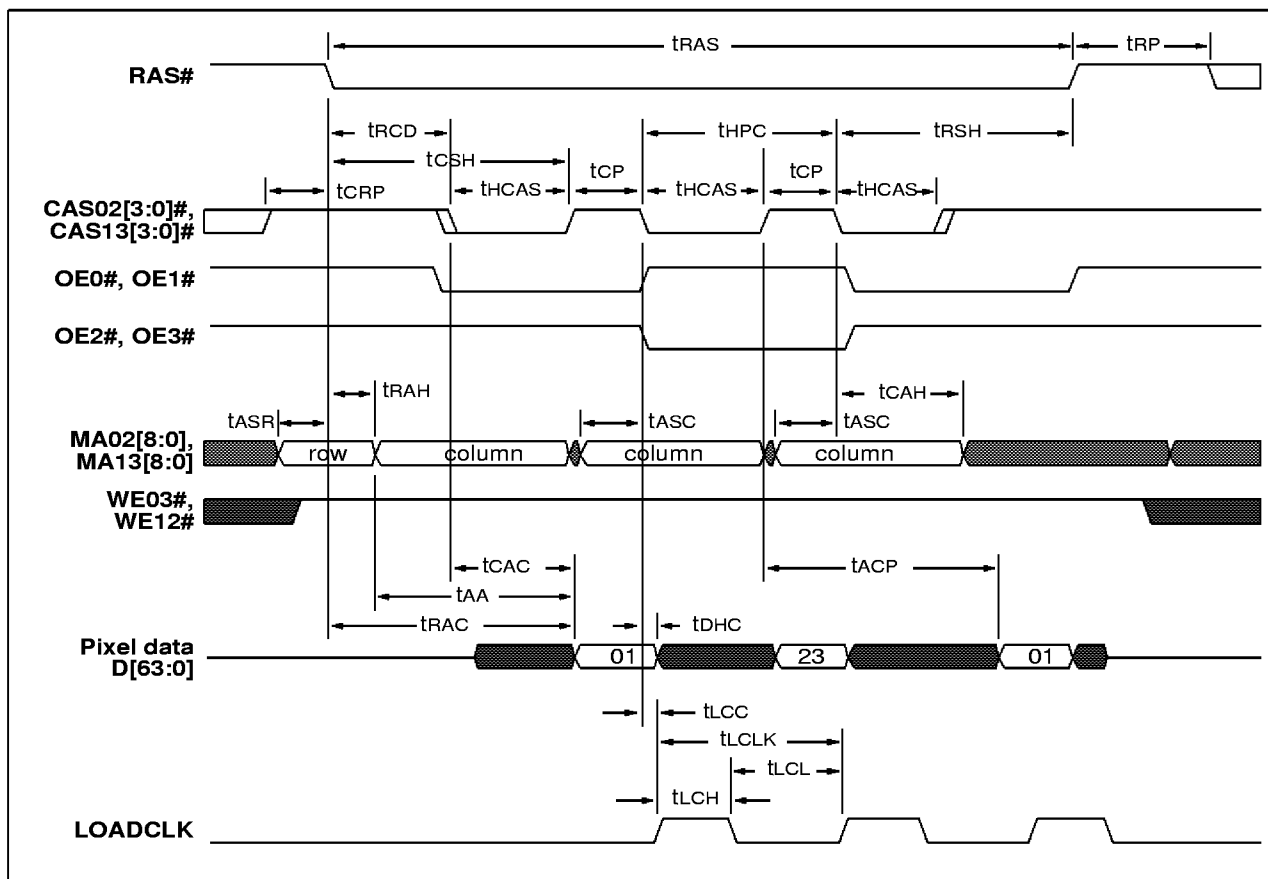 tRAS
tRP
RAS#
tRCD
tHPC
tRSH
tCSH
tCP
tCP
tCRP
tHCAS
tHCAS
tHCAS
CAS02[3:0]#,
CAS13[3:0]#
OE0#, OE1#
OE2#, OE3#
tRAH
tCAH
tASR
tASC
tASC
MA02[8:0],
MA13[8:0]
row
column
column
column
WE03#,
WE12#
tCAC
tACP
tAA
tRAC
tDHC
Pixel data
D[63:0]
01
23
01
tLCC
tLCLK
tLCL
tLCH
LOADCLK